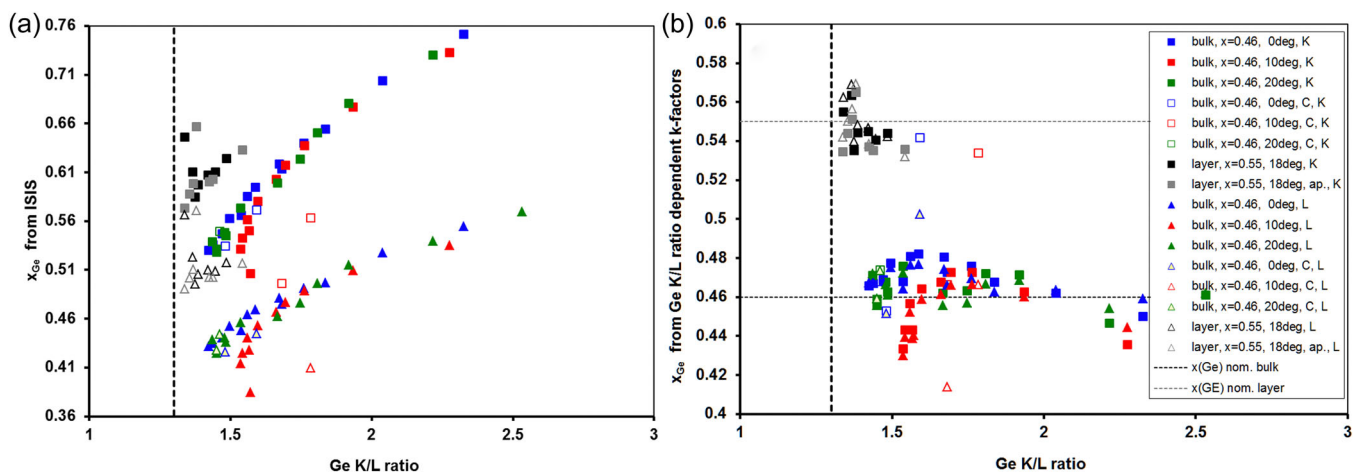 (a)
0.76
0.71
0.66
0.61
0.56
0.51
0.46
0.41
0.36
xGe from ISIS
1
1.5
2
2.5
3
Ge K/L ratio
(b)
0.6
0.58
0.56
0.54
0.52
0.5
0.48
0.46
0.44
0.42
0.4
xGe from Ge K/L ratio dependent k-factors
1
1.5
2
2.5
3
Ge K/L ratio
bulk, x=0.46, 0deg, K
bulk, x=0.46, 10deg, K
bulk, x=0.46, 20deg, K
bulk, x=0.46, 0deg, C, K
bulk, x=0.46, 10deg, C, K
bulk, x=0.46, 20deg, C, K
layer, x=0.55, 18deg, K
layer, x=0.55, 18deg, ap., K
bulk, x=0.46, 0deg, L
bulk, x=0.46, 10deg, L
bulk, x=0.46, 20deg, L
bulk, x=0.46, 0deg, C, L
bulk, x=0.46, 10deg, C, L
bulk, x=0.46, 20deg, C, L
layer, x=0.55, 18deg, L
layer, x=0.55, 18deg, ap., L
x(Ge) nom. bulk
x(GE) nom. layer